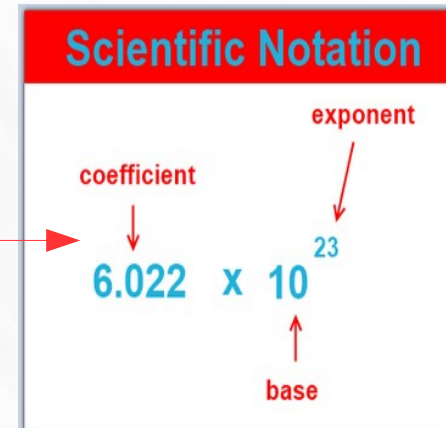 Scientific Notation
exponent
coefficient
23
6.022 x 10
base